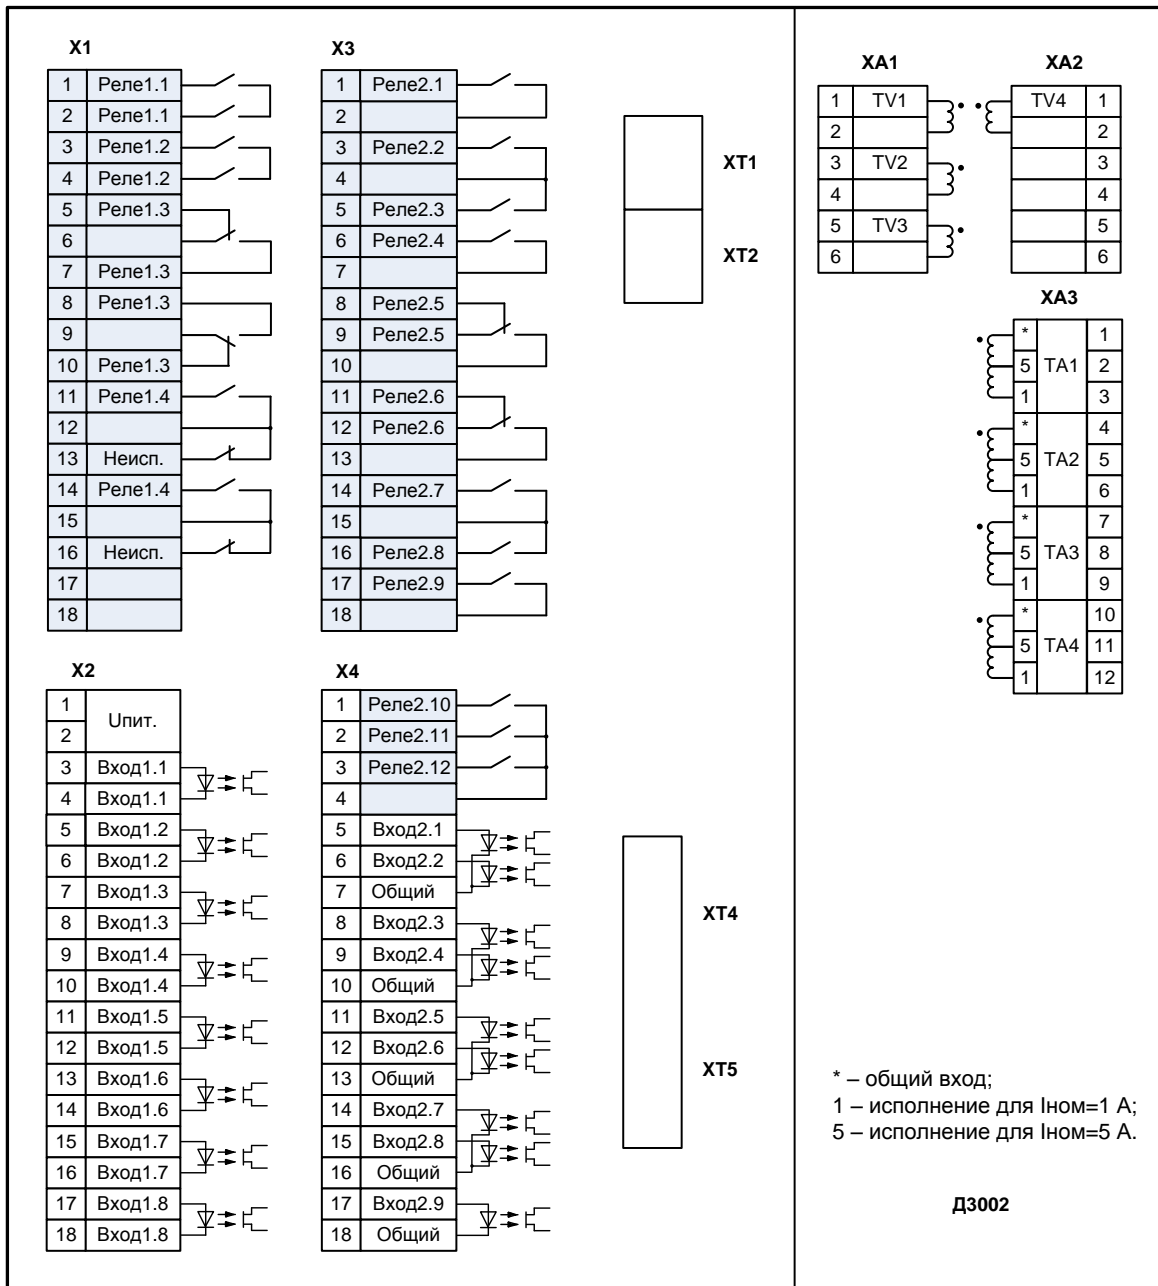 X1
1 Реле1.1
2 Реле1.1
3 Реле1.2
4 Реле1.2
5 Реле1.3
6
7 Реле1.3
8 Реле1.3
9
10 Реле1.3
11 Реле1.4
12
13 Неисп.
14 Реле1.4
15
16 Неисп.
17
18
X3
1 Реле2.1
2
3 Реле2.2
4
5 Реле2.3
6 Реле2.4
7
8 Реле2.5
9 Реле2.5
10
11 Реле2.6
12 Реле2.6
13
14 Реле2.7
15
16 Реле2.8
17 Реле2.9
18
XT1
XT2
X2
1
Uпит.
2
3 Вход1.1
4 Вход1.1
5 Вход1.2
6 Вход1.2
7 Вход1.3
8 Вход1.3
9 Вход1.4
10 Вход1.4
11 Вход1.5
12 Вход1.5
13 Вход1.6
14 Вход1.6
15 Вход1.7
16 Вход1.7
17 Вход1.8
18 Вход1.8
X4
1 Реле2.10
2 Реле2.11
3 Реле2.12
4
5 Вход2.1
6 Вход2.2
7 Общий
8 Вход2.3
9 Вход2.4
10 Общий
11 Вход2.5
12 Вход2.6
13 Общий
14 Вход2.7
15 Вход2.8
16 Общий
17 Вход2.9
18 Общий
XT4
XT5
XA1
1 TV1
2
3 TV2
4
5 TV3
6
XA2
TV4 1
2
3
4
5
6
XA3
* 1
5 TA1 2
1 3
* 4
5 TA2 5
1 6
* 7
5 TA3 8
1 9
* 10
5 TA4 11
1 12
* – общий вход;
1 – исполнение для Iном=1 А;
5 – исполнение для Iном=5 А.
Д3002